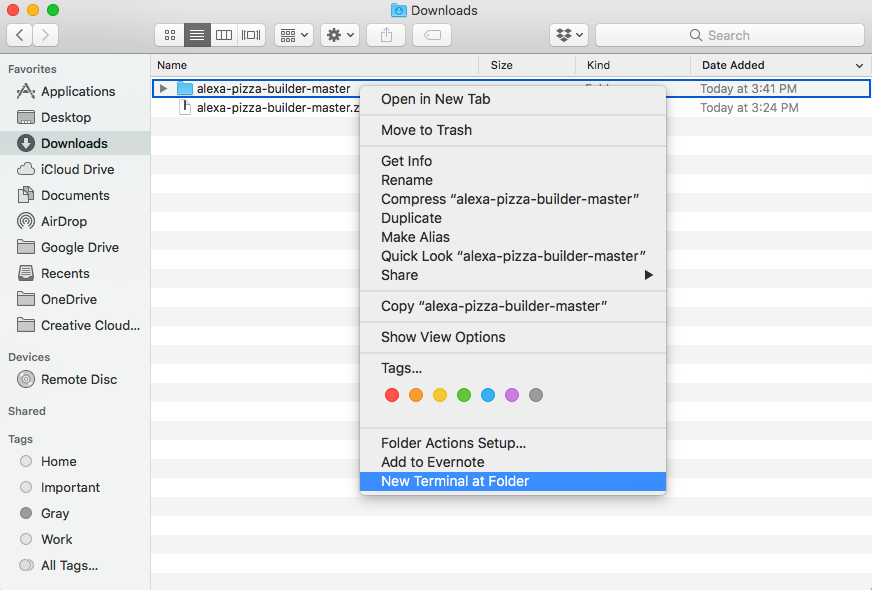 Downloads
Search
Name Size Kind Date Added
Favorites
Applications
Desktop
Downloads
iCloud Drive
Documents
AirDrop
Google Drive
Recents
OneDrive
Creative Cloud...
Devices
Remote Disc
Shared
Tags
Home
Important
Gray
Work
All Tags...
alexa-pizza-builder-master Today at 3:41 PM
alexa-pizza-builder-master.z Today at 3:24 PM
Open in New Tab
Move to Trash
Get Info
Rename
Compress “alexa-pizza-builder-master”
Duplicate
Make Alias
Quick Look “alexa-pizza-builder-master”
Share
Copy “alexa-pizza-builder-master”
Show View Options
Tags...
Folder Actions Setup...
Add to Evernote
New Terminal at Folder